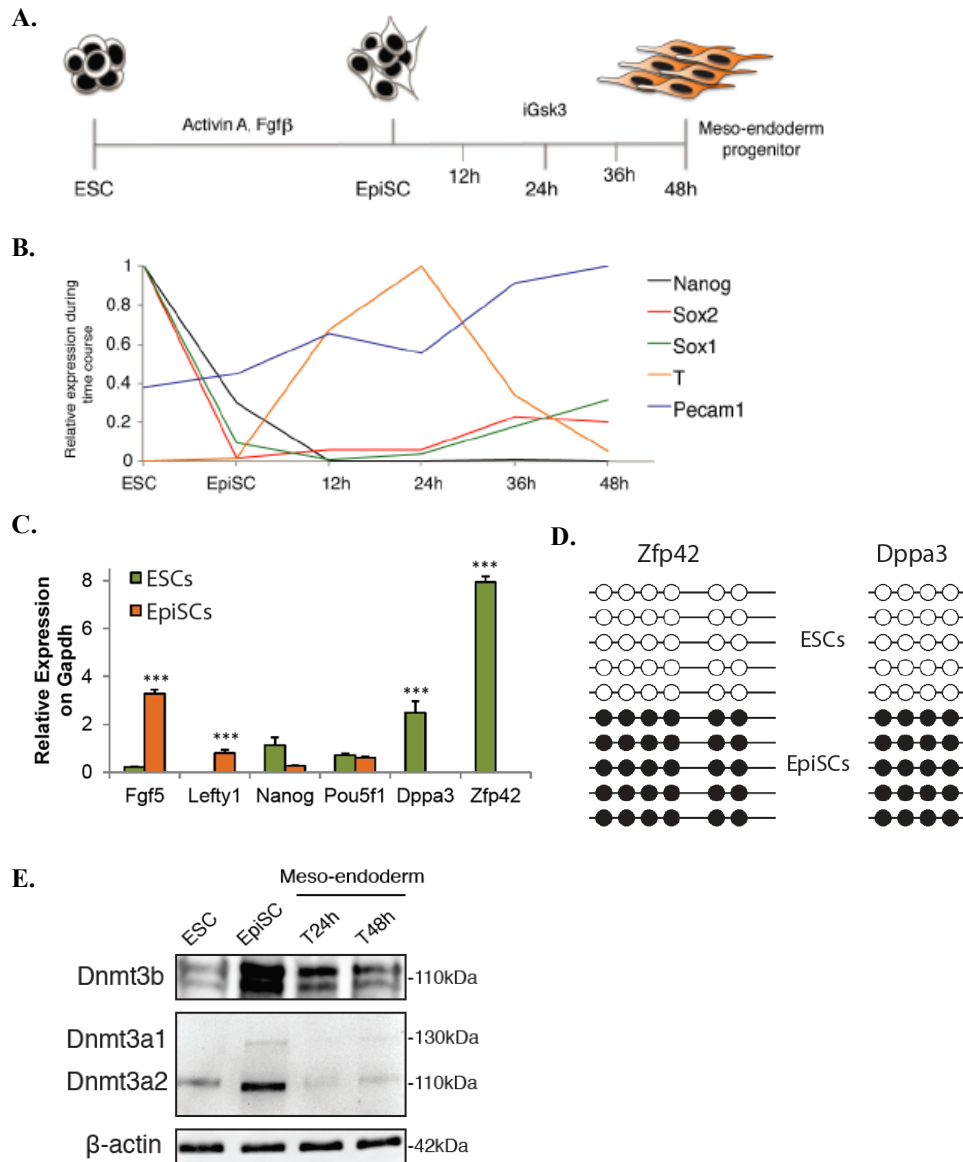 A.
Activin A, Fgfβ
iGsk3
Meso-endoderm
progenitor
ESC
EpiSC
12h
24h
36h
48h
B.
Relative expression during
time course
1
0.8
0.6
0.4
0.2
0
ESC
EpiSC
12h
24h
36h
48h
Nanog
Sox2
Sox1
T
Pecam1
C.
Relative Expression
on Gapdh
8
6
4
2
0
ESCs
EpiSCs
***
***
***
***
Fgf5
Lefty1
Nanog
Pou5f1
Dppa3
Zfp42
D.
Zfp42
Dppa3
ESCs
EpiSCs
E.
Meso-endoderm
ESC
EpiSC
T24h
T48h
Dnmt3b
-110kDa
Dnmt3a1
-130kDa
Dnmt3a2
-110kDa
β-actin
-42kDa